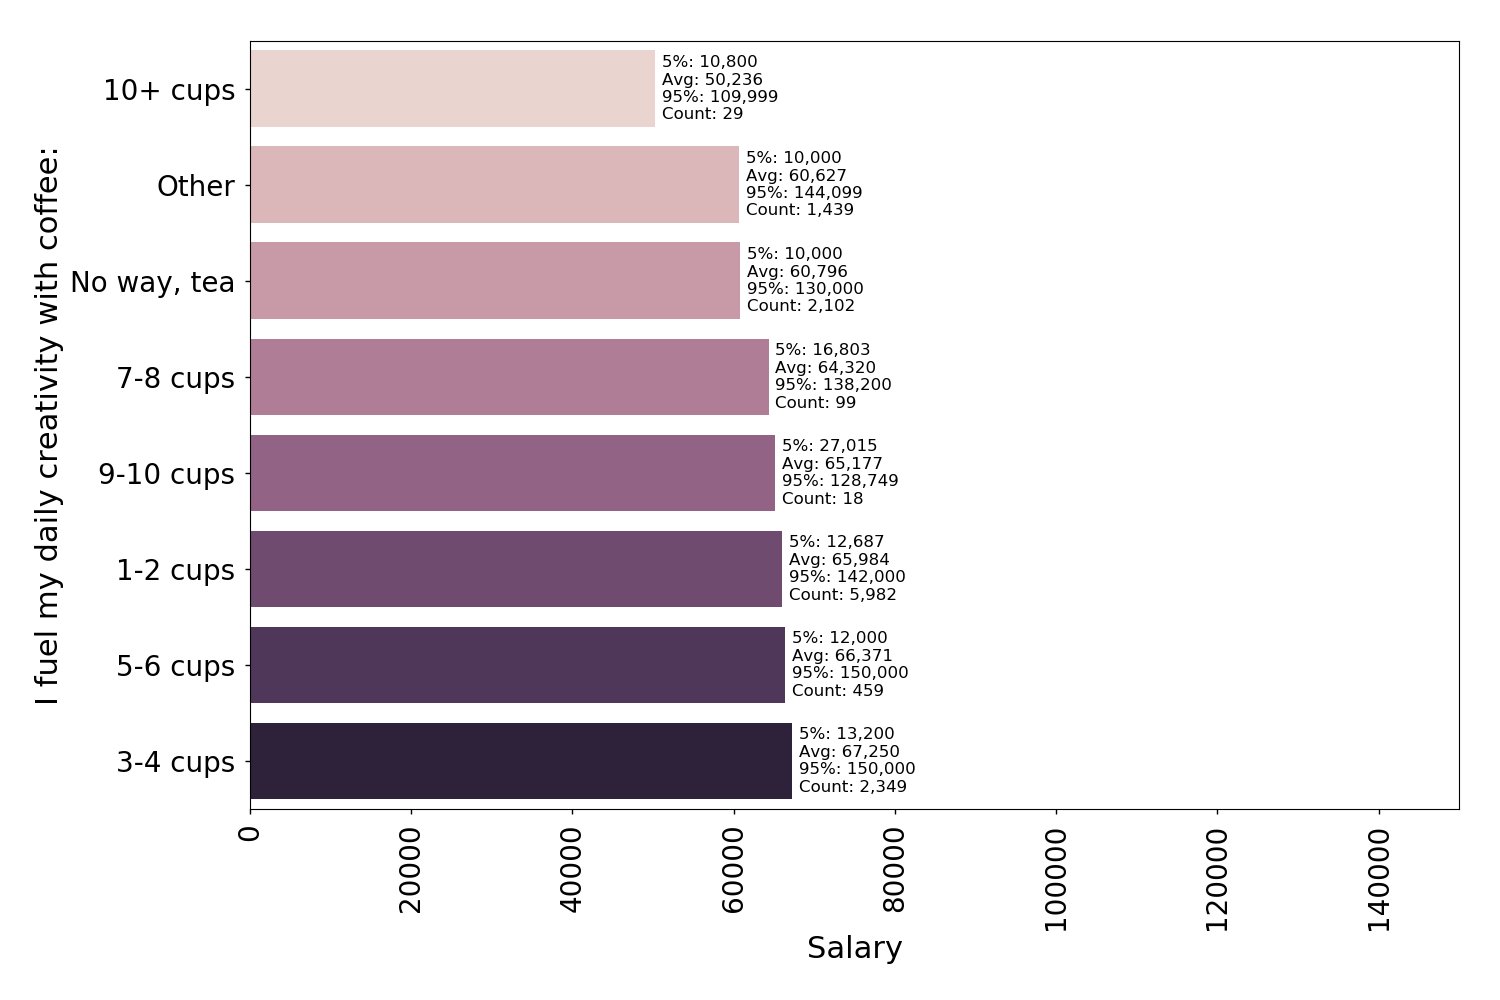 I fuel my daily creativity with coffee:
10+ cups
5%: 10,800
Avg: 50,236
95%: 109,999
Count: 29
Other
5%: 10,000
Avg: 60,627
95%: 144,099
Count: 1,439
No way, tea
5%: 10,000
Avg: 60,796
95%: 130,000
Count: 2,102
7-8 cups
5%: 16,803
Avg: 64,320
95%: 138,200
Count: 99
9-10 cups
5%: 27,015
Avg: 65,177
95%: 128,749
Count: 18
1-2 cups
5%: 12,687
Avg: 65,984
95%: 142,000
Count: 5,982
5-6 cups
5%: 12,000
Avg: 66,371
95%: 150,000
Count: 459
3-4 cups
5%: 13,200
Avg: 67,250
95%: 150,000
Count: 2,349
0
20000
40000
60000
80000
100000
120000
140000
Salary